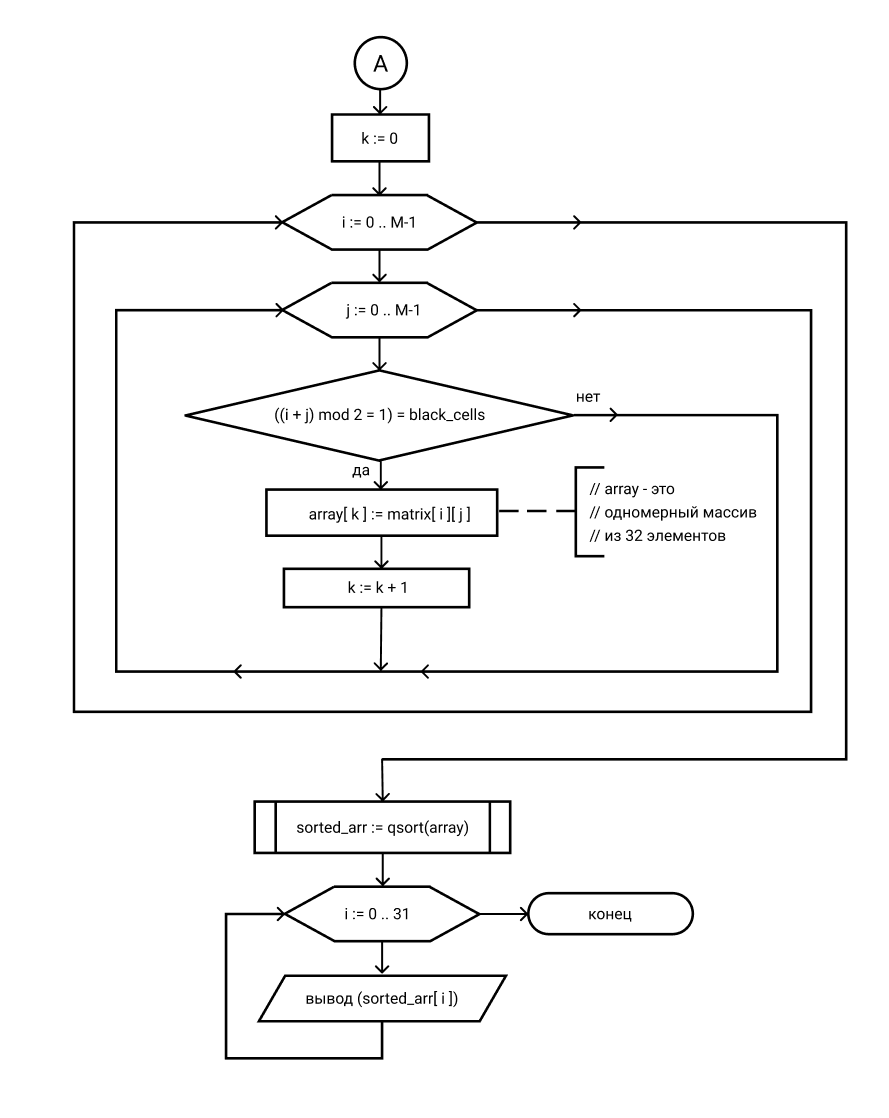 A
k := 0
i := 0 .. M-1
j := 0 .. M-1
((i + j) mod 2 = 1) = black_cells
нет
да
array[ k ] := matrix[ i ][ j ]
// array - это
// одномерный массив
// из 32 элементов
k := k + 1
sorted_arr := qsort(array)
i := 0 .. 31
конец
вывод (sorted_arr[ i ])